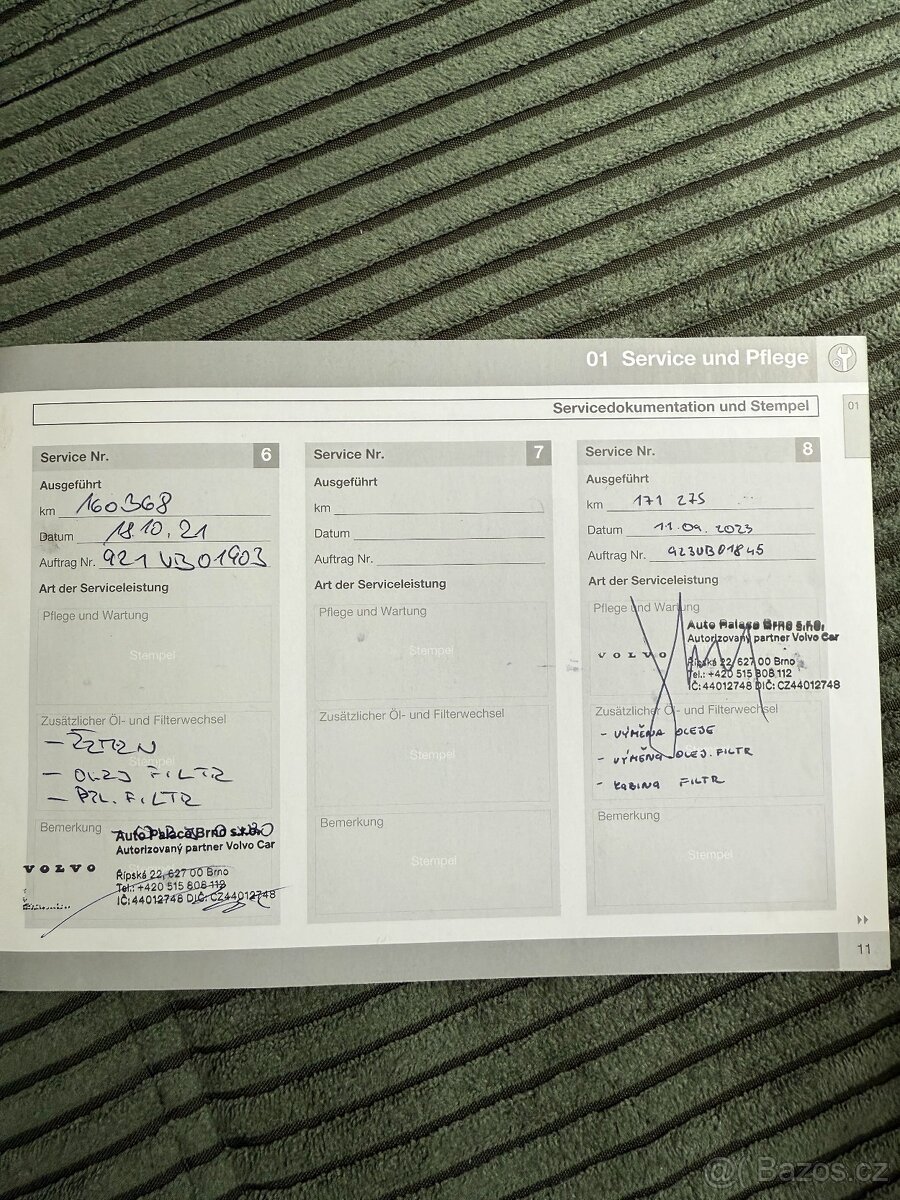 01 Service und Pflege
Servicedokumentation und Stempel
01
Service Nr. 6
Ausgeführt
km 160368
Datum 18.10.21
Auftrag Nr. 921VB01903
Art der Serviceleistung
Pflege und Wartung
Stempel
Zusätzlicher Öl- und Filterwechsel
Stempel
- OLEJ FILTR
- PYL. FILTR
Bemerkung
Auto Palace Brno s.r.o.
Autorizovaný partner Volvo Car
VOLVO
Řípská 22, 627 00 Brno
Tel.: +420 515 808 112
IČ: 44012748 DIČ: CZ44012748
Service Nr. 7
Ausgeführt
km
Datum
Auftrag Nr.
Art der Serviceleistung
Pflege und Wartung
Stempel
Zusätzlicher Öl- und Filterwechsel
Stempel
Bemerkung
Stempel
Service Nr. 8
Ausgeführt
km 171 275
Datum 11.09.2023
Auftrag Nr. 923UB01845
Art der Serviceleistung
Pflege und Wartung
Auto Palace Brno s.r.o.
Autorizovaný partner Volvo Car
VOLVO
Řípská 22, 627 00 Brno
Tel.: +420 515 808 112
IČ: 44012748 DIČ: CZ44012748
Zusätzlicher Öl- und Filterwechsel
- VÝMĚNA OLEJE
- VÝMĚNA OLEJ. FILTR
- KABINA FILTR
Bemerkung
Stempel
11
Bazos.cz